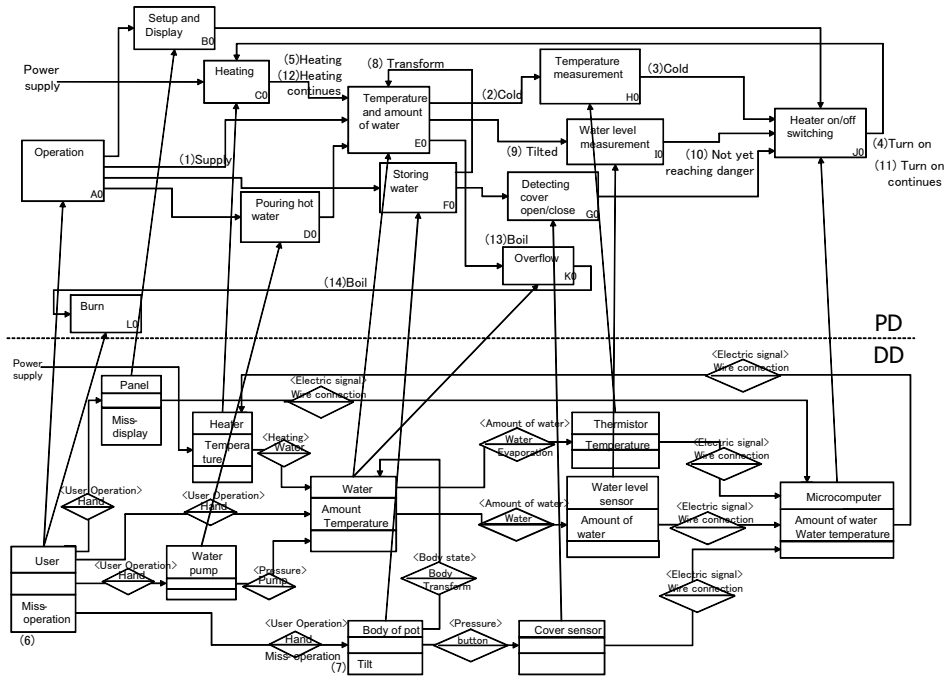 Setup and
Display
B0
Power
supply
Heating
C0
(5)Heating
(12)Heating
continues
(8) Transform
Temperature
and amount
of water
E0
(2)Cold
Temperature
measurement
H0
(3)Cold
Heater on/off
switching
J0
(4)Turn on
(11) Turn on
continues
Operation
A0
(1)Supply
(9) Tilted
Water level
measurement
I0
(10) Not yet
reaching danger
Storing
water
F0
Pouring hot
water
D0
Detecting
cover
open/close
G0
(13)Boil
Overflow
K0
(14)Boil
Burn
L0
PD
DD
Power
supply
Panel
Miss-
display
<Electric signal>
Wire connection
<Electric signal>
Wire connection
Heater
Tempera
ture
<Heating>
Water
<Amount of water>
Water
Evaporation
Thermistor
Temperature
<Electric signal>
Wire connection
<User Operation>
Hand
<User Operation>
Hand
Water
Amount
Temperature
<Amount of water>
Water
Water level
sensor
Amount of
water
<Electric signal>
Wire connection
Microcomputer
Amount of water
Water temperature
User
Miss-
operation
(6)
<User Operation>
Hand
Water
pump
<Pressure>
Pump
<Body state>
Body
Transform
<Electric signal>
Wire connection
<User Operation>
Hand
Miss-operation
(7)
Body of pot
Tilt
<Pressure>
button
Cover sensor